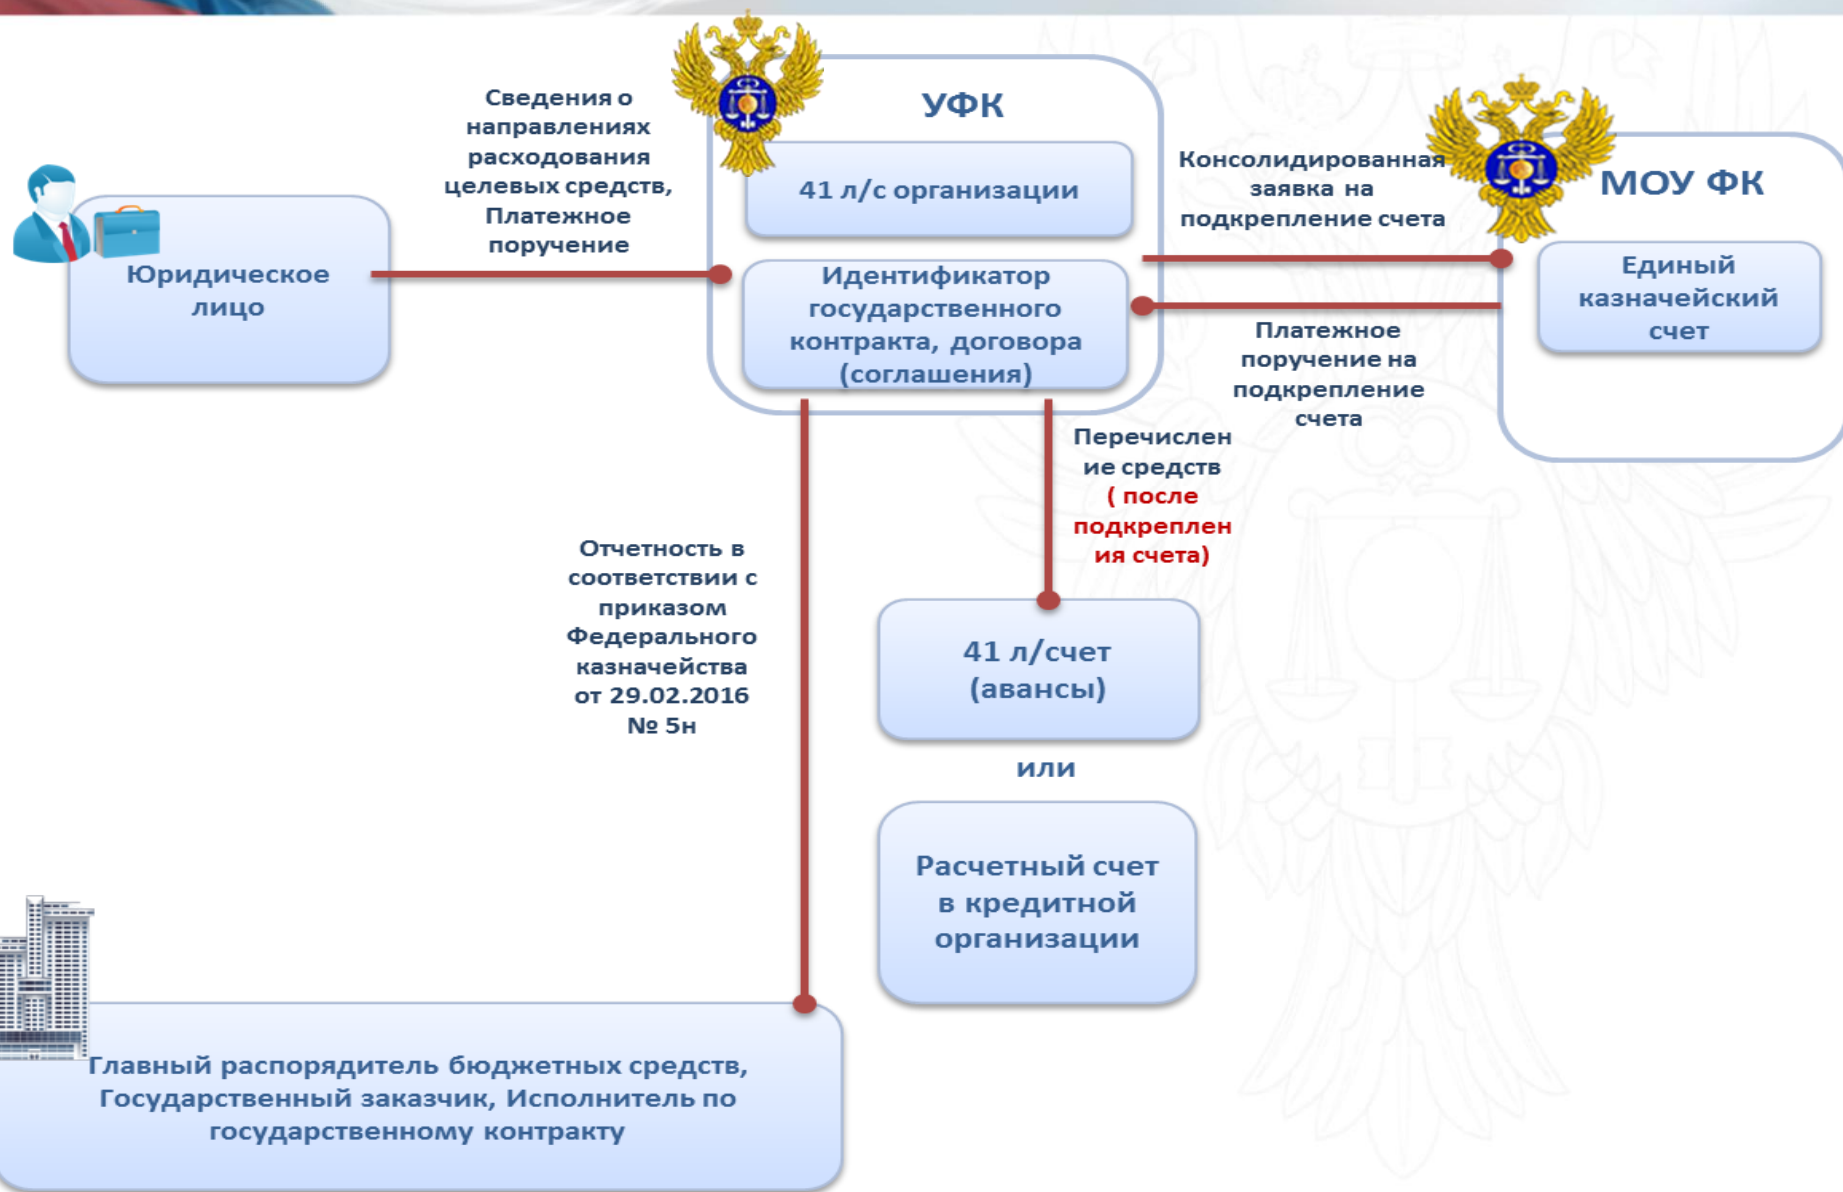 Сведения о
направлениях
расходования
целевых средств,
Платежное
поручение
Юридическое
лицо
УФК
41 л/с организации
Идентификатор
государственного
контракта, договора
(соглашения)
Консолидированная
заявка на
подкрепление счета
Платежное
поручение на
подкрепление
счета
МОУ ФК
Единый
казначейский
счет
Перечислен
ие средств
( после
подкреплен
ия счета)
Отчетность в
соответствии с
приказом
Федерального
казначейства
от 29.02.2016
№ 5н
41 л/счет
(авансы)
или
Расчетный счет
в кредитной
организации
Главный распорядитель бюджетных средств,
Государственный заказчик, Исполнитель по
государственному контракту